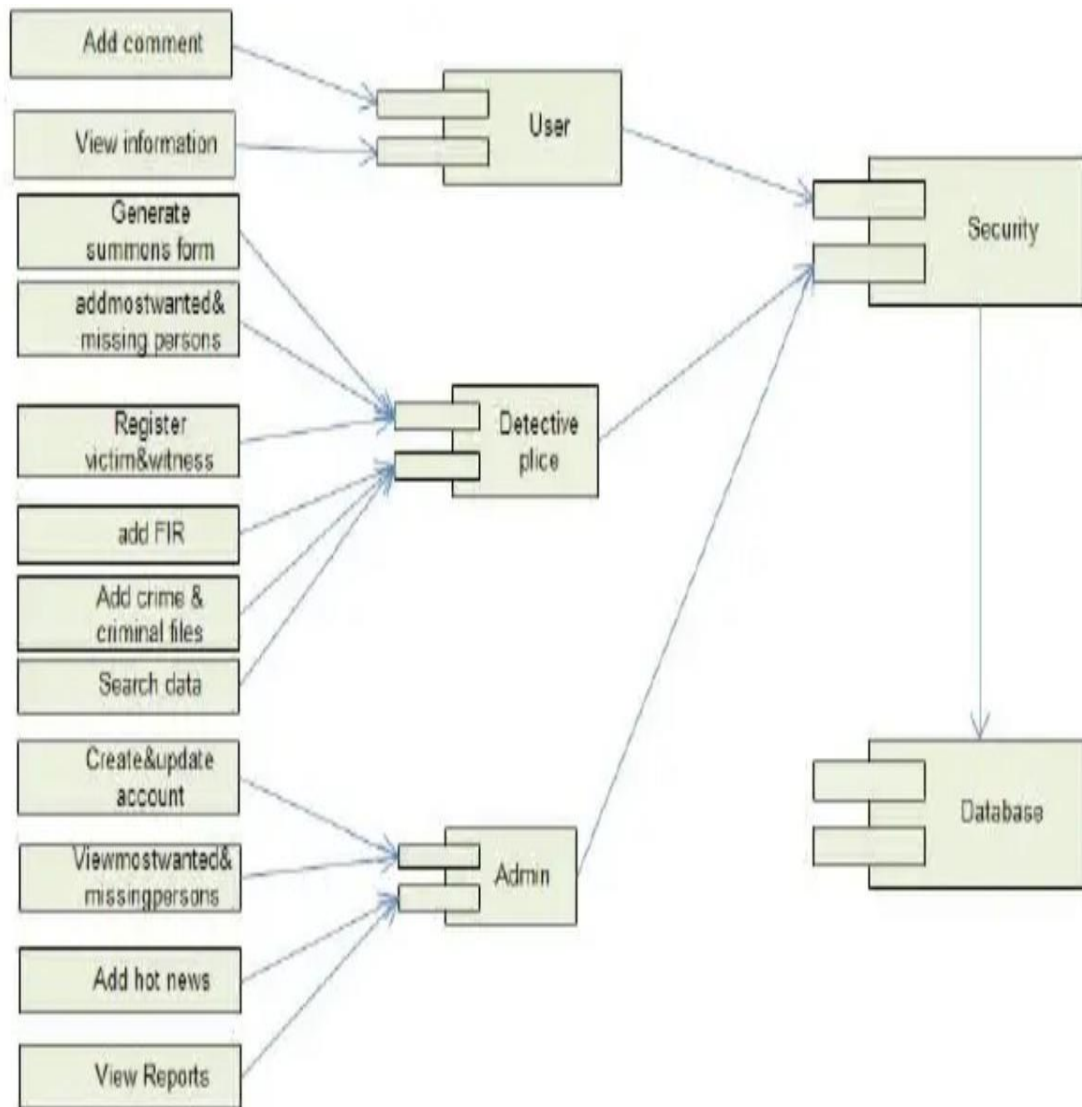 Add comment
View information
Generate
summons form
addmostwanted&
missing persons
Register
victim&witness
add FIR
Add crime &
criminal files
Search data
Create&update
account
Viewmostwanted&
missingpersons
Add hot news
View Reports
User
Detective
plice
Admin
Security
Database